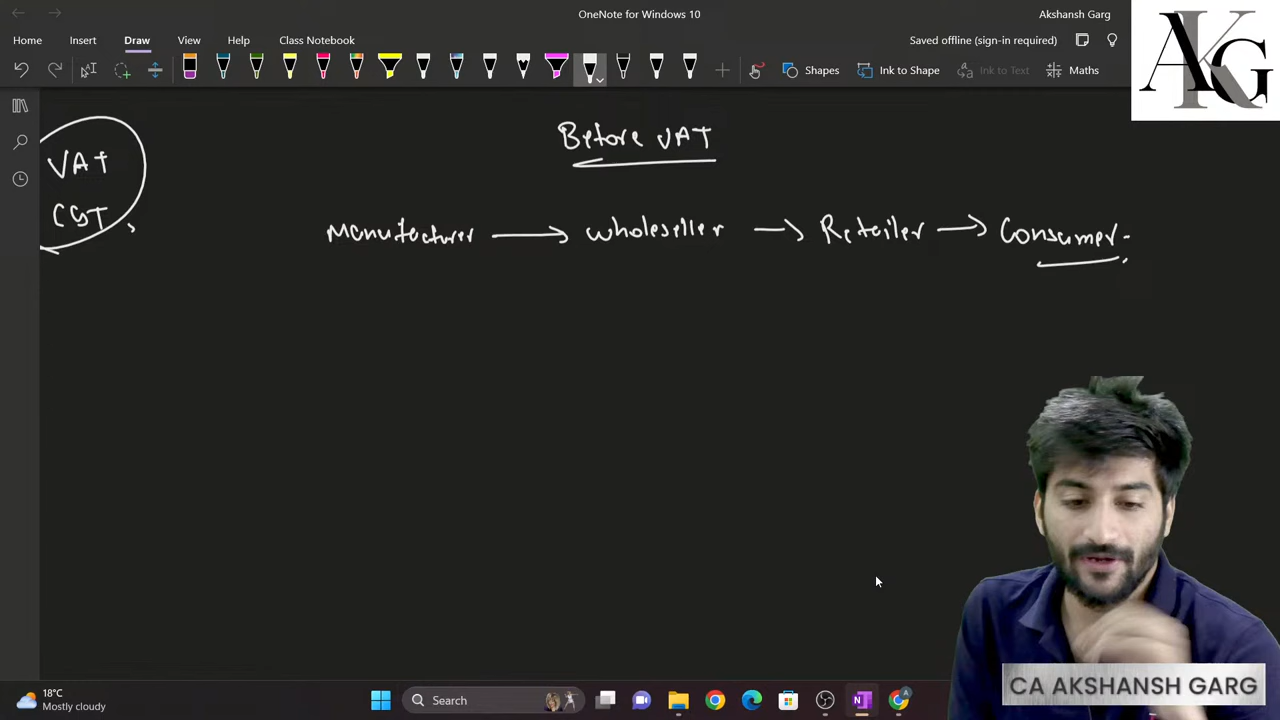 OneNote for Windows 10
Akshansh Garg
Home Insert Draw View Help Class Notebook
Saved offline (sign-in required)
Shapes Ink to Shape Ink to Text Maths
AKG
Before VAT
VAT
CGT,
Manufacturer → wholeseller → Retailer → Consumer.
CA AKSHANSH GARG
18°C
Mostly cloudy
Search